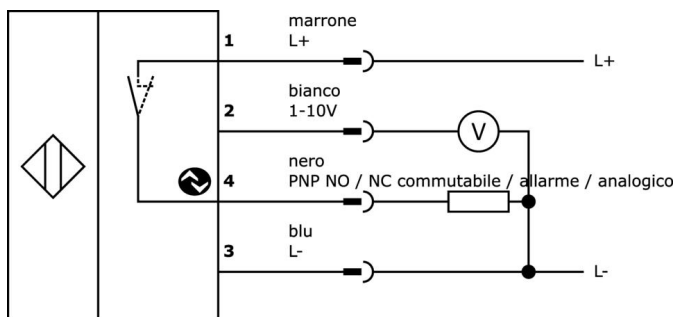 marrone
1 L+ L+
bianco
2 1-10V
V
nero
4 PNP NO / NC commutabile / allarme / analogico
blu
3 L- L-